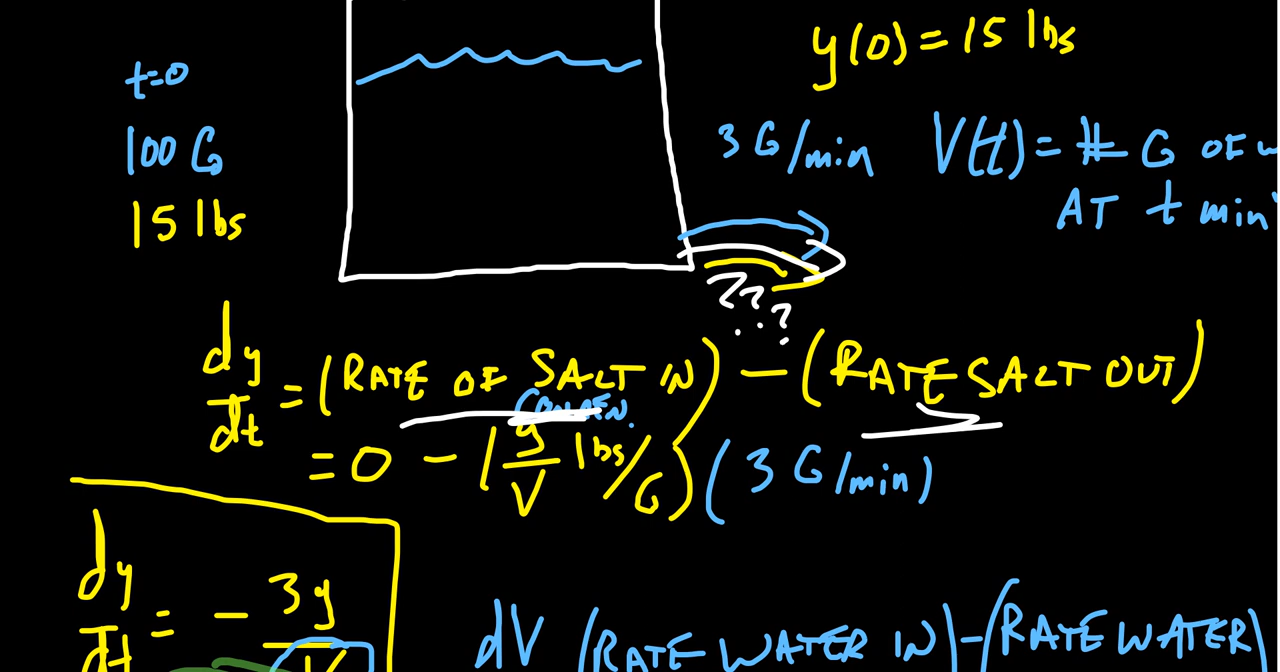 y(0) = 15 lbs
t=0
100 G
15 lbs
3 G/min
V(t) = # G OF W
AT t min
???
dy/dt = (RATE OF SALT IN) - (RATE SALT OUT)
CONCEN.
= 0 - (y/V lbs/G)(3 G/min)
dy/dt = - 3y/V
dV (RATE WATER IN) - (RATE WATER)